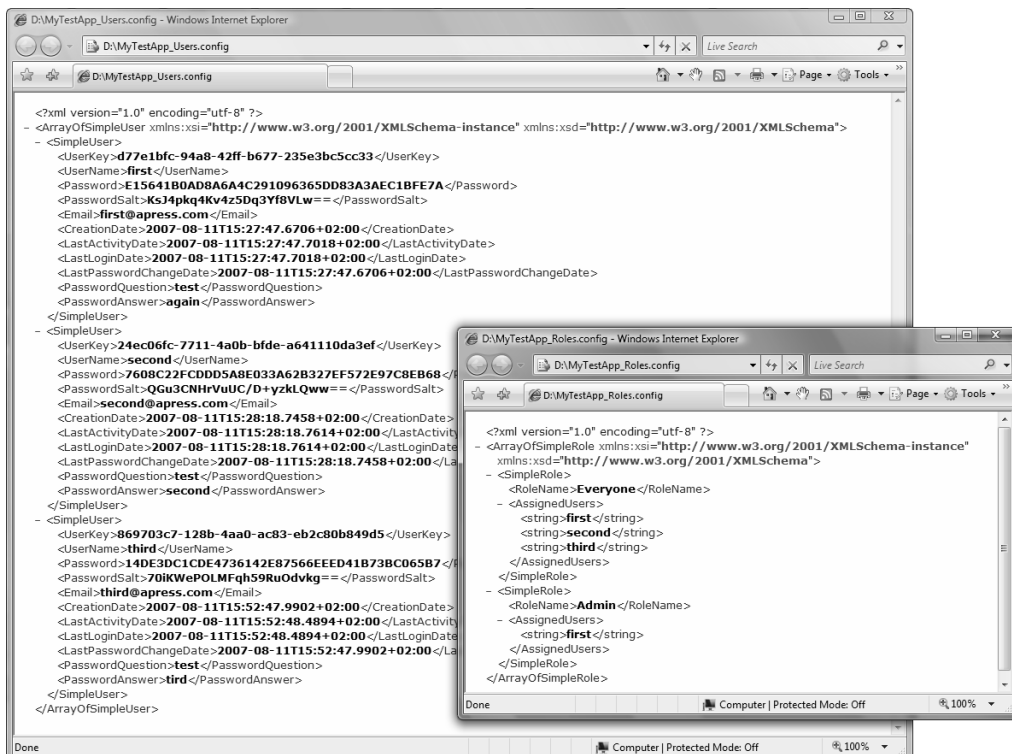 D:\MyTestApp_Users.config - Windows Internet Explorer
D:\MyTestApp_Users.config
Live Search
D:\MyTestApp_Users.config
Page
Tools
<?xml version="1.0" encoding="utf-8" ?>
- <ArrayOfSimpleUser xmlns:xsi="http://www.w3.org/2001/XMLSchema-instance" xmlns:xsd="http://www.w3.org/2001/XMLSchema">
- <SimpleUser>
<UserKey>d77e1bfc-94a8-42ff-b677-235e3bc5cc33</UserKey>
<UserName>first</UserName>
<Password>E15641B0AD8A6A4C291096365DD83A3AEC1BFE7A</Password>
<PasswordSalt>KsJ4pkq4Kv4z5Dq3Yf8VLw==</PasswordSalt>
<Email>first@apress.com</Email>
<CreationDate>2007-08-11T15:27:47.6706+02:00</CreationDate>
<LastActivityDate>2007-08-11T15:27:47.7018+02:00</LastActivityDate>
<LastLoginDate>2007-08-11T15:27:47.7018+02:00</LastLoginDate>
<LastPasswordChangeDate>2007-08-11T15:27:47.6706+02:00</LastPasswordChangeDate>
<PasswordQuestion>test</PasswordQuestion>
<PasswordAnswer>again</PasswordAnswer>
</SimpleUser>
- <SimpleUser>
<UserKey>24ec06fc-7711-4a0b-bfde-a641110da3ef</UserKey>
<UserName>second</UserName>
<Password>7608C22FCDDD5A8E033A62B327EF572E97C8EB68</
<PasswordSalt>QGu3CNHrVuUC/D+yzkLQww==</PasswordSalt>
<Email>second@apress.com</Email>
<CreationDate>2007-08-11T15:28:18.7458+02:00</CreationDate>
<LastActivityDate>2007-08-11T15:28:18.7614+02:00</LastActivity
<LastLoginDate>2007-08-11T15:28:18.7614+02:00</LastLoginDate
<LastPasswordChangeDate>2007-08-11T15:28:18.7458+02:00</La
<PasswordQuestion>test</PasswordQuestion>
<PasswordAnswer>second</PasswordAnswer>
</SimpleUser>
- <SimpleUser>
<UserKey>869703c7-128b-4aa0-ac83-eb2c80b849d5</UserKey>
<UserName>third</UserName>
<Password>14DE3DC1CDE4736142E87566EEED41B73BC065B7</
<PasswordSalt>70iKWePOLMFqh59RuOdvkg==</PasswordSalt>
<Email>third@apress.com</Email>
<CreationDate>2007-08-11T15:52:47.9902+02:00</CreationDate>
<LastActivityDate>2007-08-11T15:52:48.4894+02:00</LastActivity
<LastLoginDate>2007-08-11T15:52:48.4894+02:00</LastLoginDate
<LastPasswordChangeDate>2007-08-11T15:52:47.9902+02:00</La
<PasswordQuestion>test</PasswordQuestion>
<PasswordAnswer>tird</PasswordAnswer>
</SimpleUser>
</ArrayOfSimpleUser>
Done
Computer | Protected Mode: Off
100%
D:\MyTestApp_Roles.config - Windows Internet Explorer
D:\MyTestApp_Roles.config
Live Search
D:\MyTestApp_Roles.config
Page
Tools
<?xml version="1.0" encoding="utf-8" ?>
- <ArrayOfSimpleRole xmlns:xsi="http://www.w3.org/2001/XMLSchema-instance"
xmlns:xsd="http://www.w3.org/2001/XMLSchema">
- <SimpleRole>
<RoleName>Everyone</RoleName>
- <AssignedUsers>
<string>first</string>
<string>second</string>
<string>third</string>
</AssignedUsers>
</SimpleRole>
- <SimpleRole>
<RoleName>Admin</RoleName>
- <AssignedUsers>
<string>first</string>
</AssignedUsers>
</SimpleRole>
</ArrayOfSimpleRole>
Done
Computer | Protected Mode: Off
100%